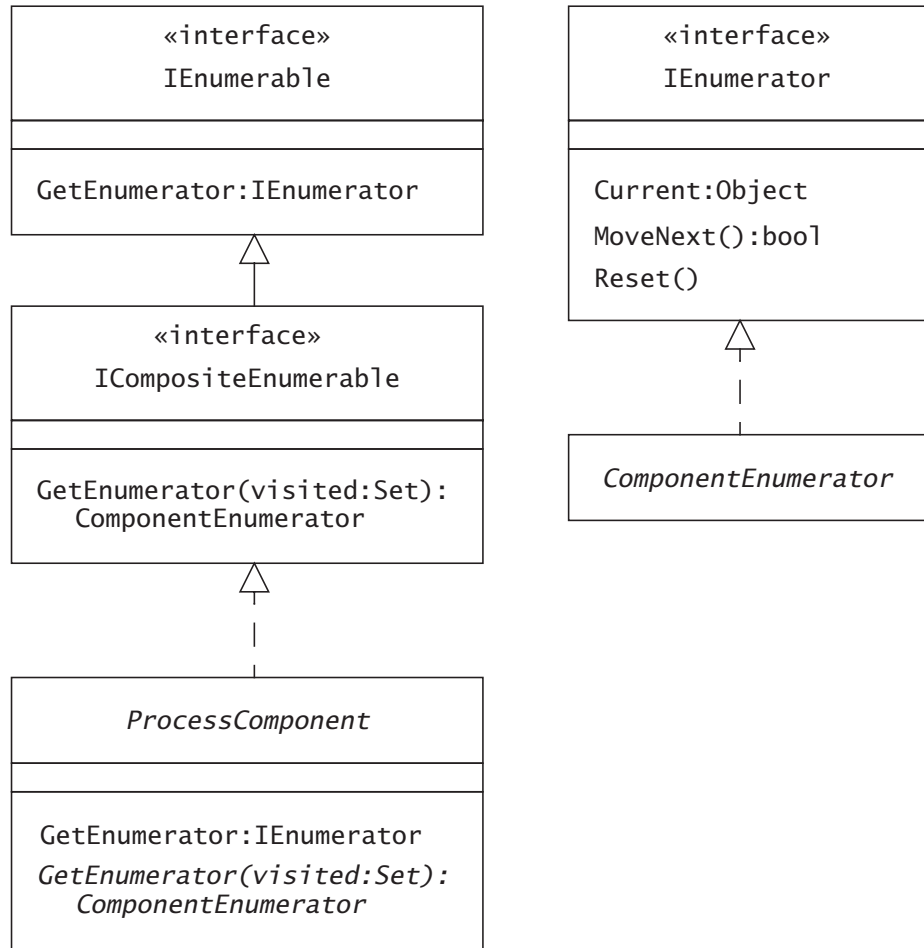 «interface»
IEnumerable
GetEnumerator:IEnumerator
«interface»
ICompositeEnumerable
GetEnumerator(visited:Set):
ComponentEnumerator
ProcessComponent
GetEnumerator:IEnumerator
GetEnumerator(visited:Set):
ComponentEnumerator
«interface»
IEnumerator
Current:Object
MoveNext():bool
Reset()
ComponentEnumerator